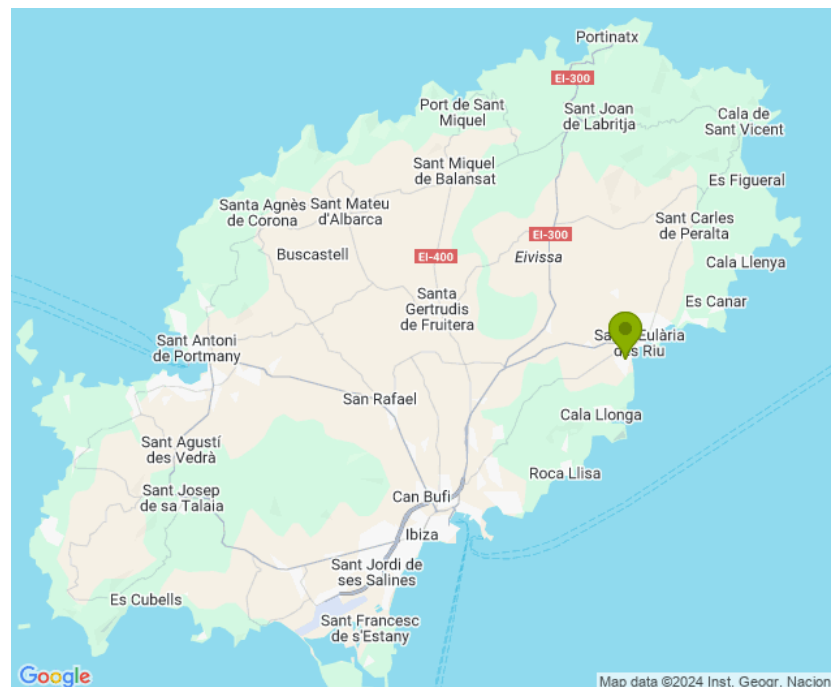 Portinatx
EI-300
Port de Sant
Miquel
Sant Joan
de Labritja
Cala de
Sant Vicent
Sant Miquel
de Balansat
Es Figueral
Santa Agnès
de Corona
Sant Mateu
d'Albarca
Sant Carles
de Peralta
EI-300
Buscastell
EI-400
Eivissa
Cala Llenya
Santa
Gertrudis
de Fruitera
Es Canar
Sant Antoni
de Portmany
Eulària
Riu
San Rafael
Cala Llonga
Sant Agustí
des Vedrà
Roca Llisa
Sant Josep
de sa Talaia
Can Bufi
Ibiza
Sant Jordi de
ses Salines
Es Cubells
Sant Francesc
de s'Estany
Google
Map data ©2024 Inst. Geogr. Nacion